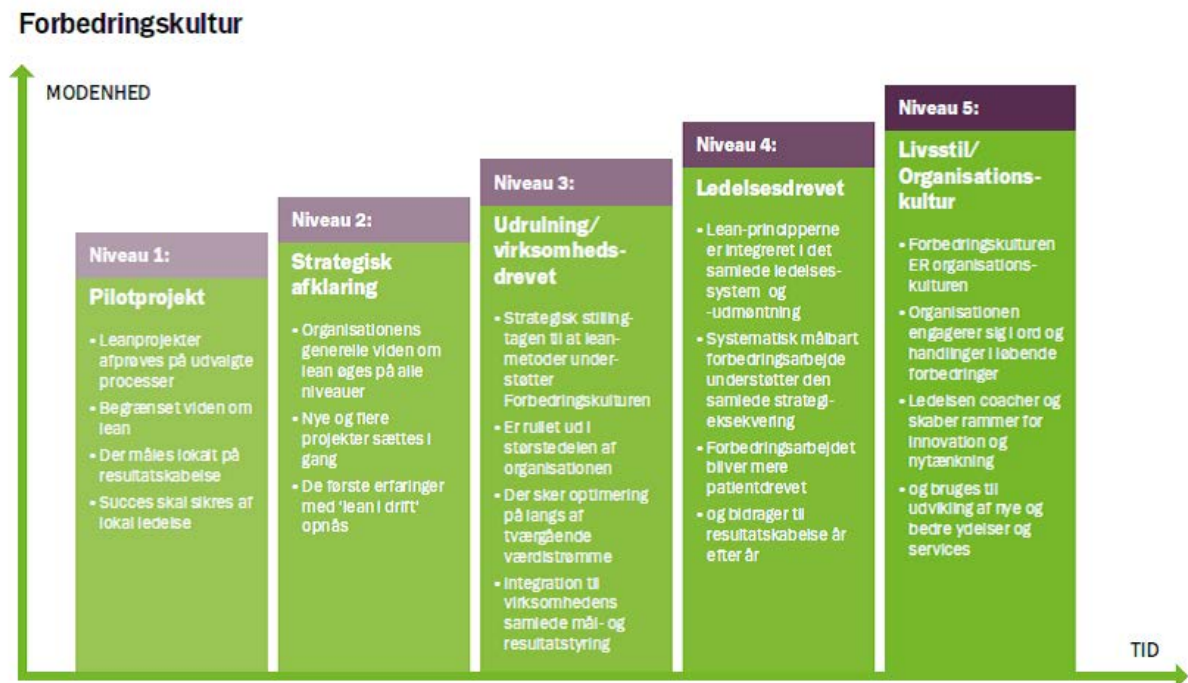 Forbedringskultur
MODENHED
Niveau 1:
Pilotprojekt
▪ Leanprojekter
afprøves på udvalgte
processer
▪ Begrænset viden om
lean
▪ Der måles lokalt på
resultatskabelse
▪ Succes skal sikres af
lokal ledelse
Niveau 2:
Strategisk
afklaring
▪ Organisationens
generelle viden om
lean øges på alle
niveauer
▪ Nye og flere
projekter sættes i
gang
▪ De første erfaringer
med 'lean i drift'
opnås
Niveau 3:
Udrulning/
virksomheds-
drevet
▪ Strategisk stilling-
tagen til at lean-
metoder under-
støtter
Forbedringskulturen
▪ Er rullet ud i
størstedelen af
organisationen
▪ Der sker optimering
på langs af
tværgående
værdistrømme
▪ Integration til
virksomhedens
samlede mål- og
resultatstyring
Niveau 4:
Ledelsesdrevet
▪ Lean-principperne
er integreret i det
samlede ledelses-
system og
-udmøntning
▪ Systematisk målbart
forbedringsarbejde
understøtter den
samlede strategi-
eksekvering
▪ Forbedringsarbejdet
bliver mere
patientdrevet
▪ og bidrager til
resultatskabelse år
efter år
Niveau 5:
Livsstil/
Organisations-
kultur
▪ Forbedringskulturen
ER organisations-
kulturen
▪ Organisationen
engagerer sig i ord og
handlinger i løbende
forbedringer
▪ Ledelsen coacher og
skaber rammer for
innovation og
nytænkning
▪ og bruges til
udvikling af nye og
bedre ydelser og
services
TID